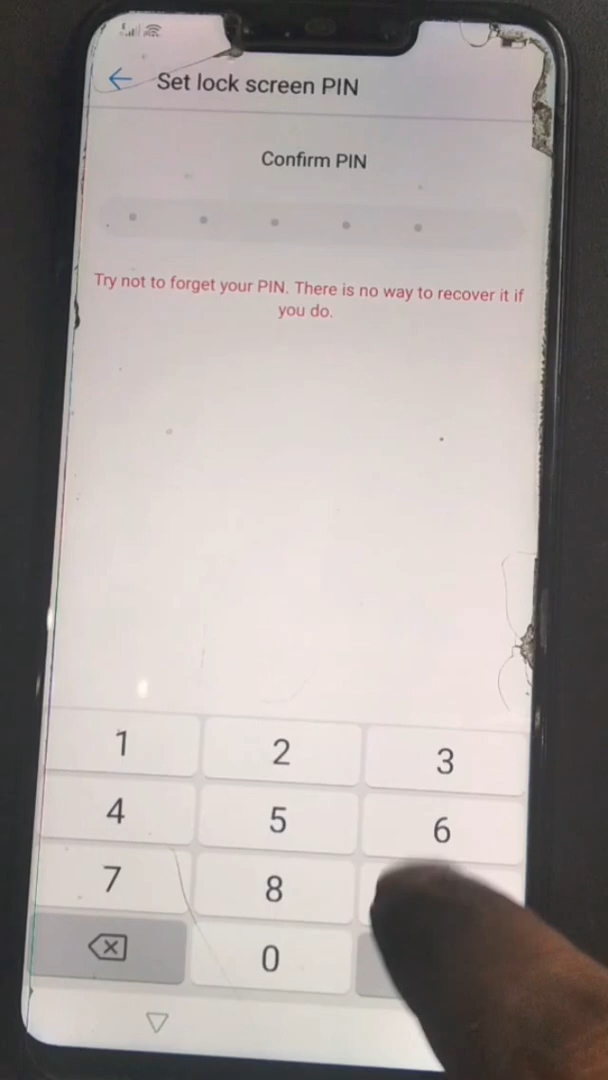 Set lock screen PIN
Confirm PIN
Try not to forget your PIN. There is no way to recover it if
you do.
1 2 3
4 5 6
7 8
0